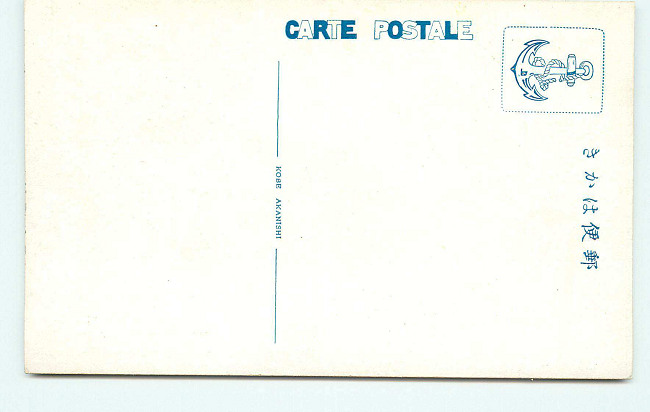 CARTE POSTALE
郵便はかき
KOBE AKANISHI